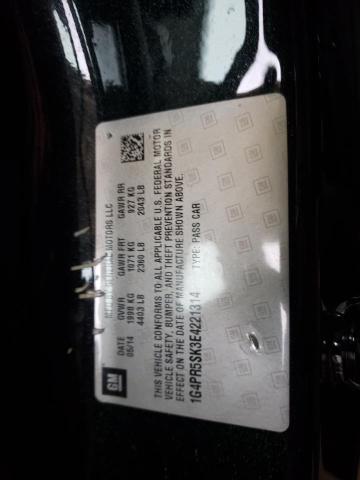 GM
MFD BY GENERAL MOTORS LLC
DATE GVWR GAWR FRT GAWR RR
05/14 1998 KG 1071 KG 927 KG
4403 LB 2360 LB 2043 LB
THIS VEHICLE CONFORMS TO ALL APPLICABLE U.S. FEDERAL MOTOR
VEHICLE SAFETY, BUMPER, AND THEFT PREVENTION STANDARDS IN
EFFECT ON THE DATE OF MANUFACTURE SHOWN ABOVE.
1G4PR5SK3E4221314 TYPE: PASS CAR